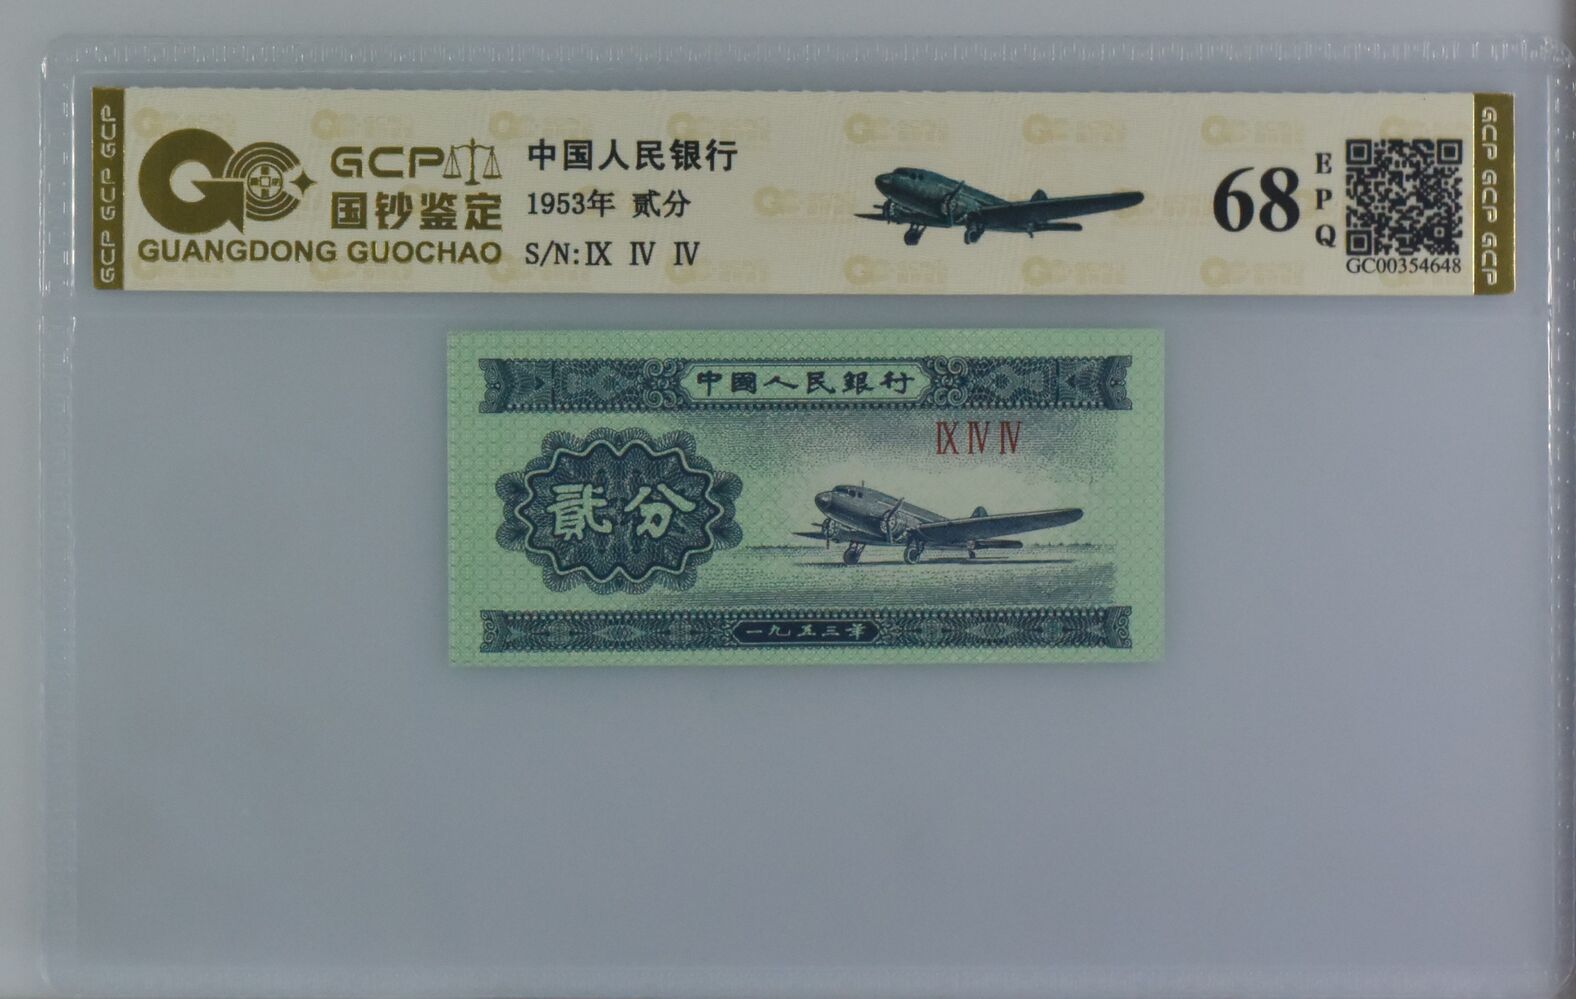 GCP GCP GCP
GCP
国钞鉴定
GUANGDONG GUOCHAO
中国人民银行
1953年 贰分
S/N:Ⅸ Ⅳ Ⅳ
68
EPQ
GC00354648
GCP GCP GCP
中國人民銀行
Ⅸ Ⅳ Ⅳ
貳分
一九五三年